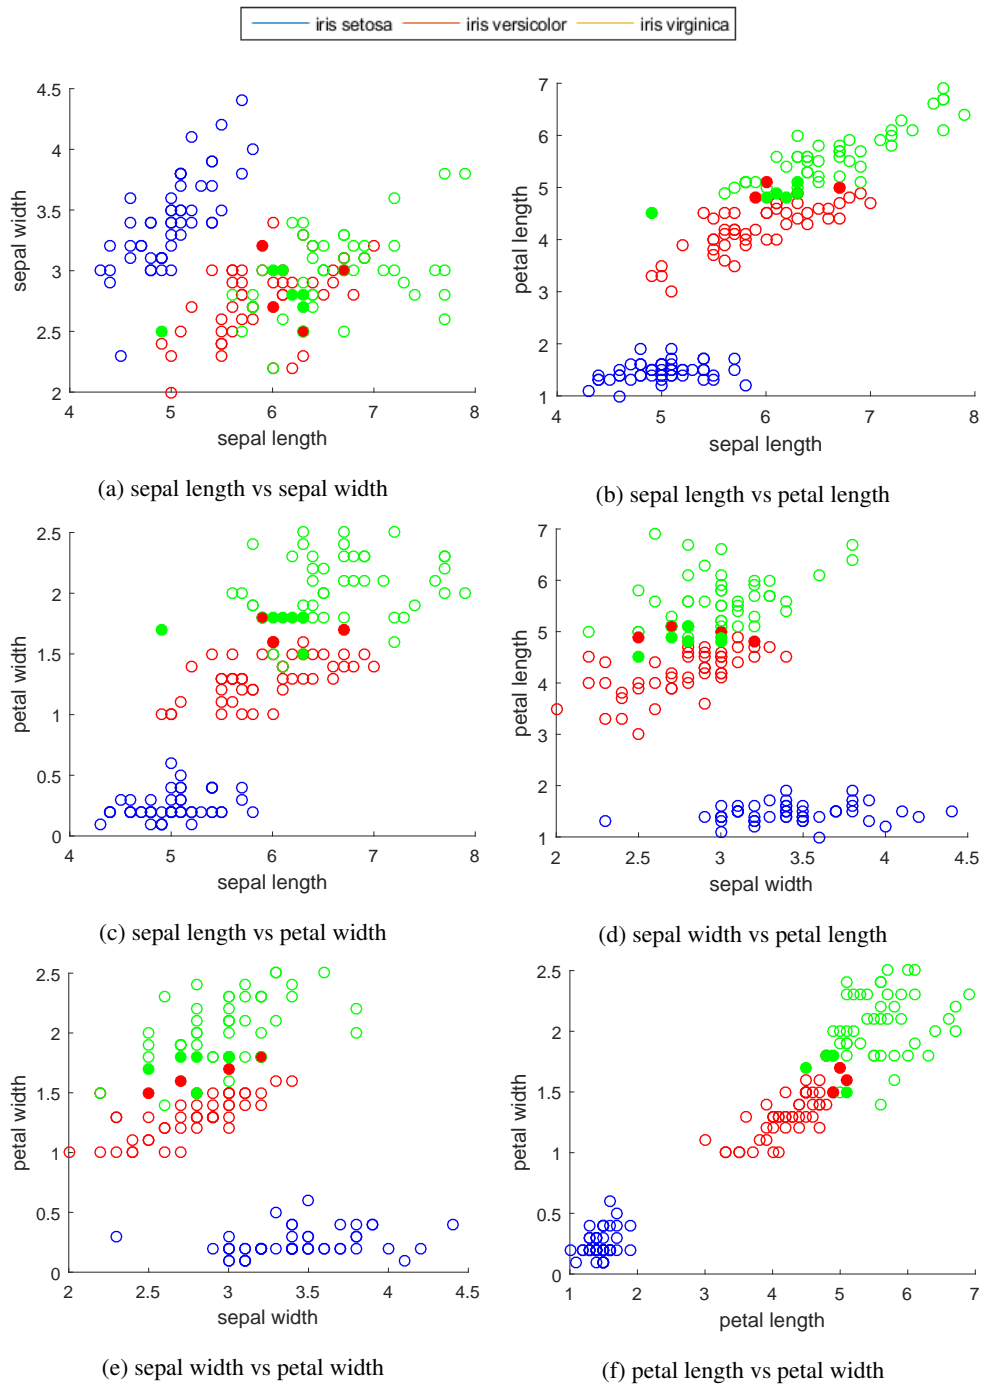 iris setosa iris versicolor iris virginica
4.5
4
3.5
3
2.5
2
sepal width
4 5 6 7 8
sepal length
(a) sepal length vs sepal width
7
6
5
4
3
2
1
petal length
4 5 6 7 8
sepal length
(b) sepal length vs petal length
2.5
2
1.5
1
0.5
0
petal width
4 5 6 7 8
sepal length
(c) sepal length vs petal width
7
6
5
4
3
2
1
petal length
2 2.5 3 3.5 4 4.5
sepal width
(d) sepal width vs petal length
2.5
2
1.5
1
0.5
0
petal width
2 2.5 3 3.5 4 4.5
sepal width
(e) sepal width vs petal width
2.5
2
1.5
1
0.5
0
petal width
1 2 3 4 5 6 7
petal length
(f) petal length vs petal width